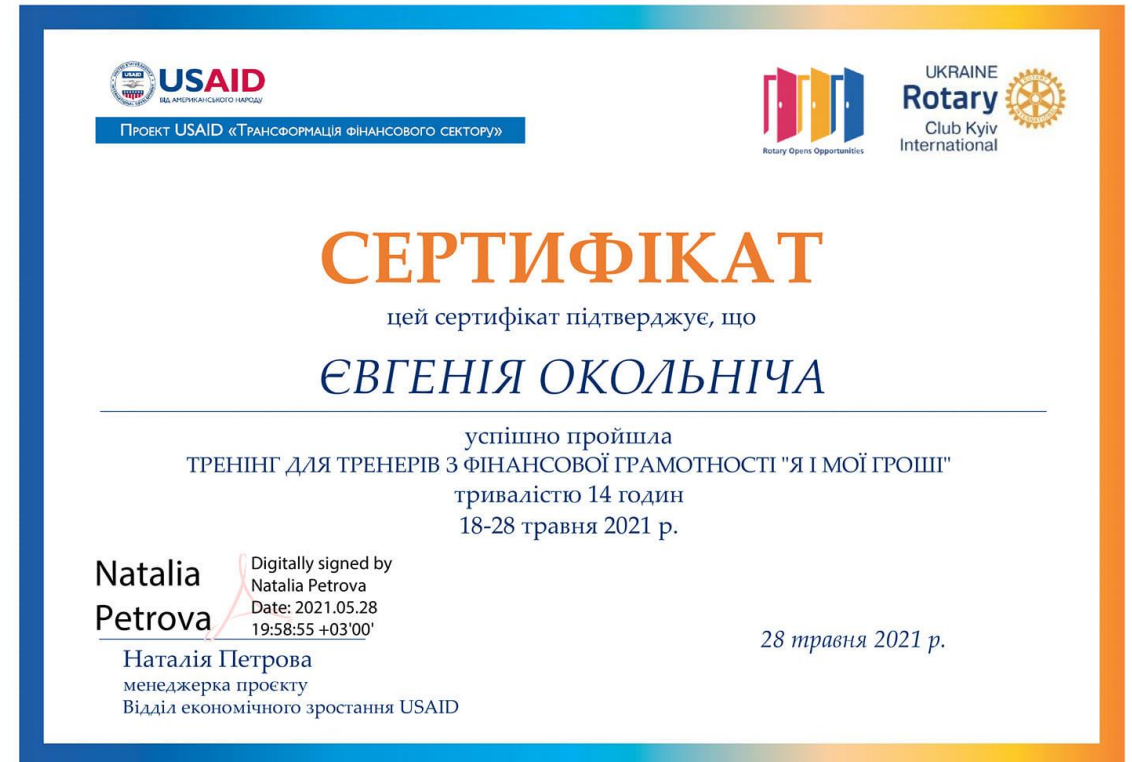 USAID
USAID
ВІД АМЕРИКАНСЬКОГО НАРОДУ
ПРОЕКТ USAID «ТРАНСФОРМАЦІЯ ФІНАНСОВОГО СЕКТОРУ»
Rotary Opens Opportunities
UKRAINE
Rotary
Club Kyiv
International
СЕРТИФІКАТ
цей сертифікат підтверджує, що
ЄВГЕНІЯ ОКОЛЬНІЧА
успішно пройшла
ТРЕНІНГ ДЛЯ ТРЕНЕРІВ З ФІНАНСОВОЇ ГРАМОТНОСТІ "Я І МОЇ ГРОШІ"
тривалістю 14 годин
18-28 травня 2021 р.
Natalia
Petrova
Digitally signed by
Natalia Petrova
Date: 2021.05.28
19:58:55 +03'00'
28 травня 2021 р.
Наталія Петрова
менеджерка проєкту
Відділ економічного зростання USAID